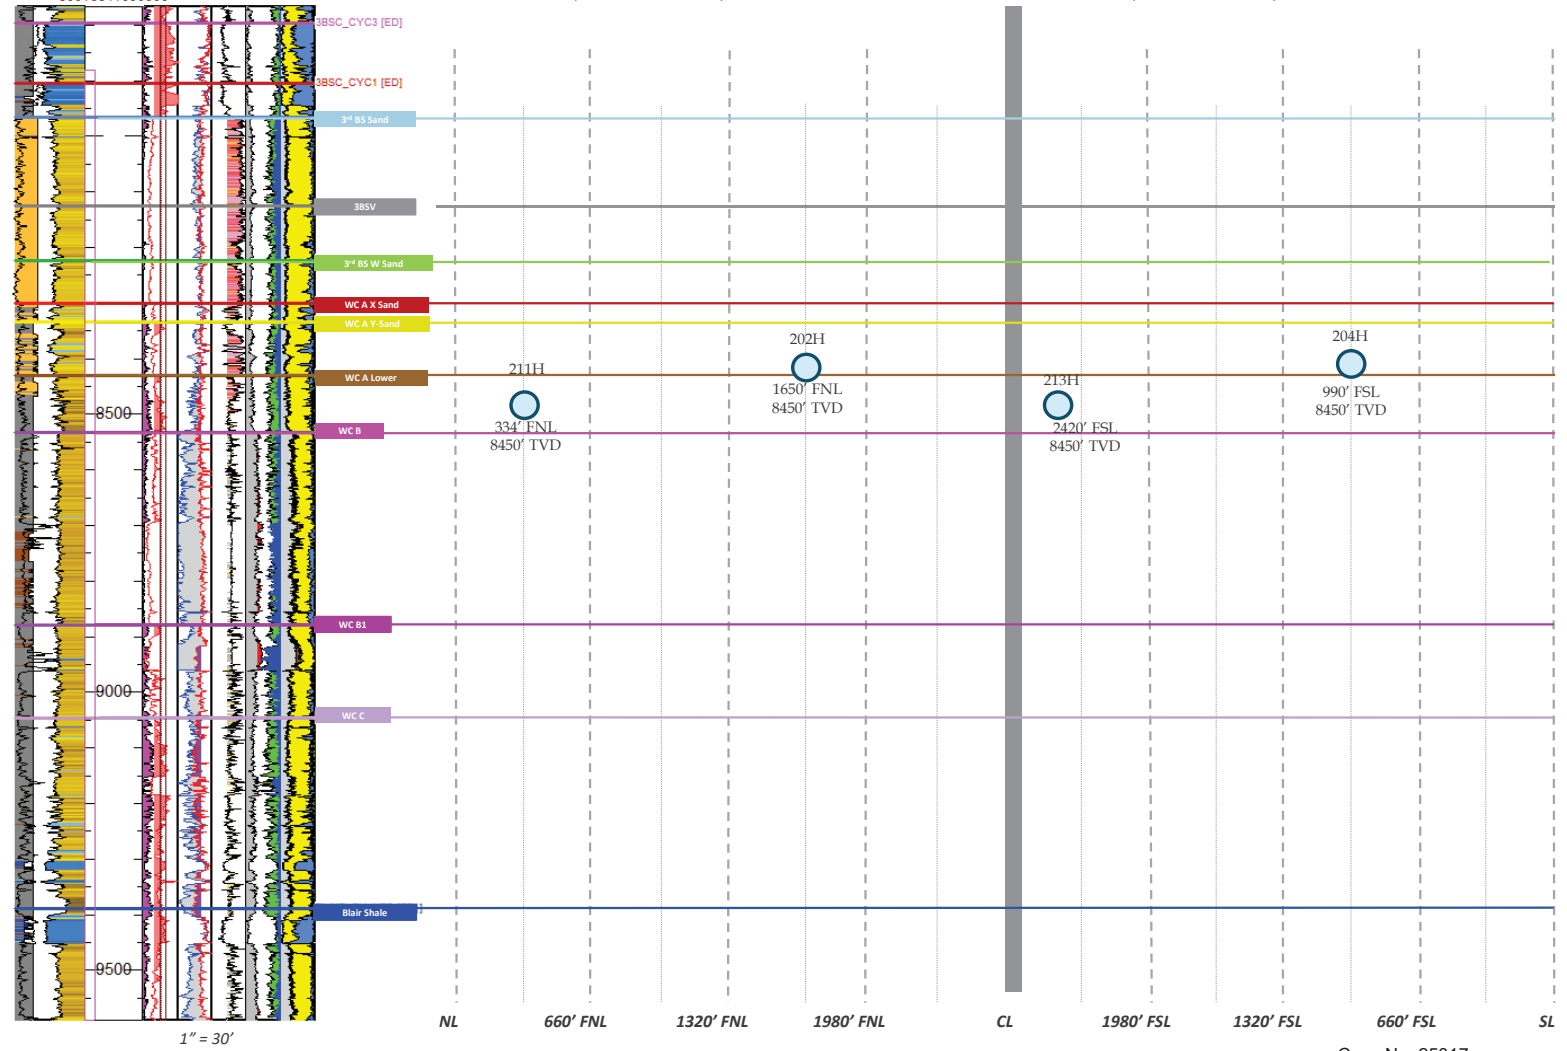 3BSC_CYC3 [ED]
3BSC_CYC1 [ED]
3rd BS Sand
3BSV
3rd BS W Sand
WC A X Sand
WC A Y-Sand
202H
204H
211H
WC A Lower
213H
1650' FNL
8450' TVD
990' FSL
8450' TVD
8500
334' FNL
8450' TVD
2420' FSL
8450' TVD
WC B
WC B1
9000
WC C
Blair Shale
9500
NL 660' FNL 1320' FNL 1980' FNL CL 1980' FSL 1320' FSL 660' FSL SL
1" = 30'